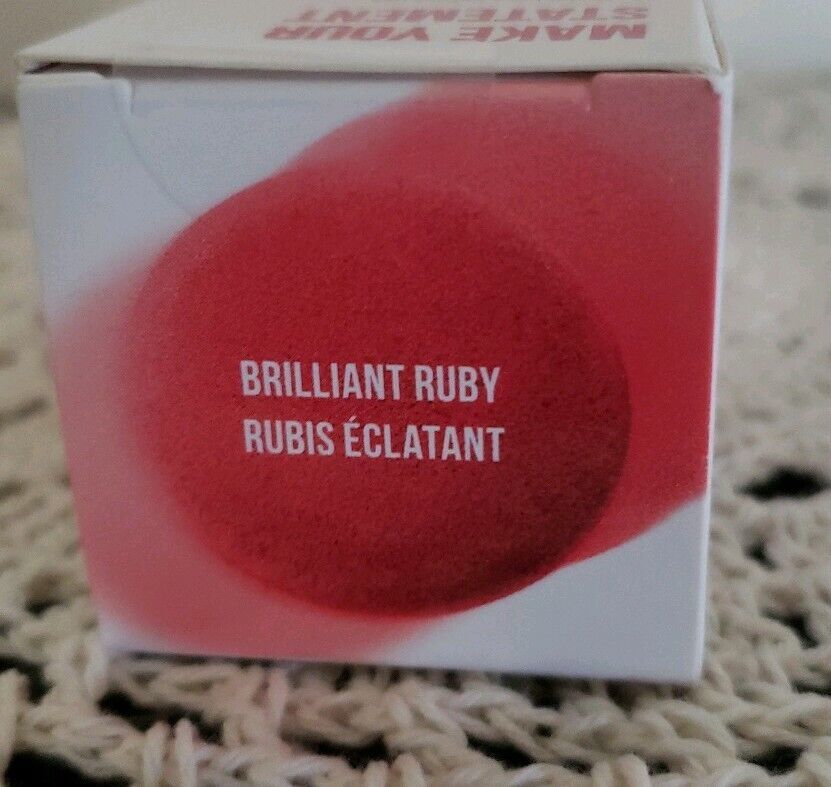 MAKE YOUR
STATEMENT
BRILLIANT RUBY
RUBIS ÉCLATANT